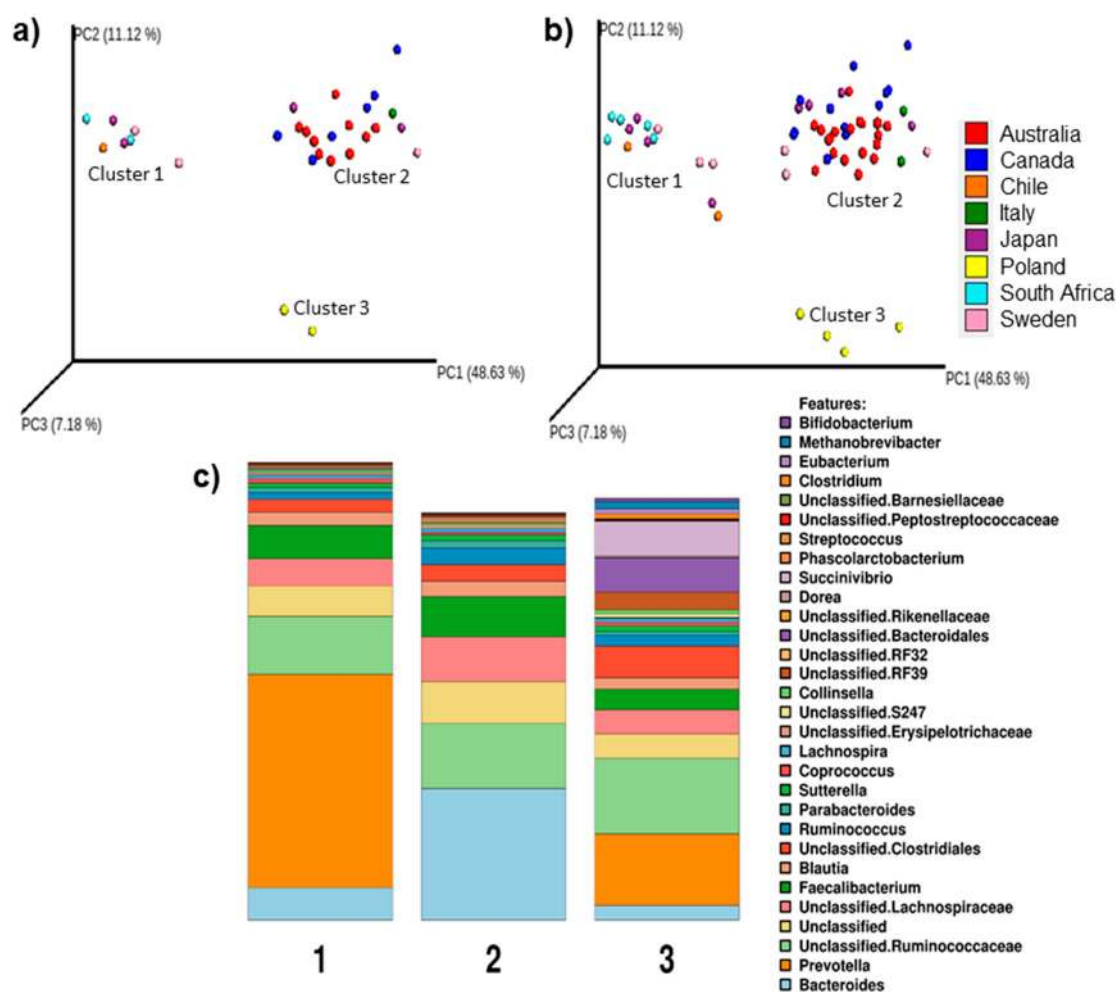 a)
PC2 (11.12 %)
Cluster 1
Cluster 2
Cluster 3
PC1 (48.63 %)
PC3 (7.18 %)
b)
PC2 (11.12 %)
Cluster 1
Cluster 2
Cluster 3
PC1 (48.63 %)
PC3 (7.18 %)
Australia
Canada
Chile
Italy
Japan
Poland
South Africa
Sweden
c)
1
2
3
Features:
Bifidobacterium
Methanobrevibacter
Eubacterium
Clostridium
Unclassified.Barnesiellaceae
Unclassified.Peptostreptococcaceae
Streptococcus
Phascolarctobacterium
Succinivibrio
Dorea
Unclassified.Rikenellaceae
Unclassified.Bacteroidales
Unclassified.RF32
Unclassified.RF39
Collinsella
Unclassified.S247
Unclassified.Erysipelotrichaceae
Lachnospira
Coprococcus
Sutterella
Parabacteroides
Ruminococcus
Unclassified.Clostridiales
Blautia
Faecalibacterium
Unclassified.Lachnospiraceae
Unclassified
Unclassified.Ruminococcaceae
Prevotella
Bacteroides